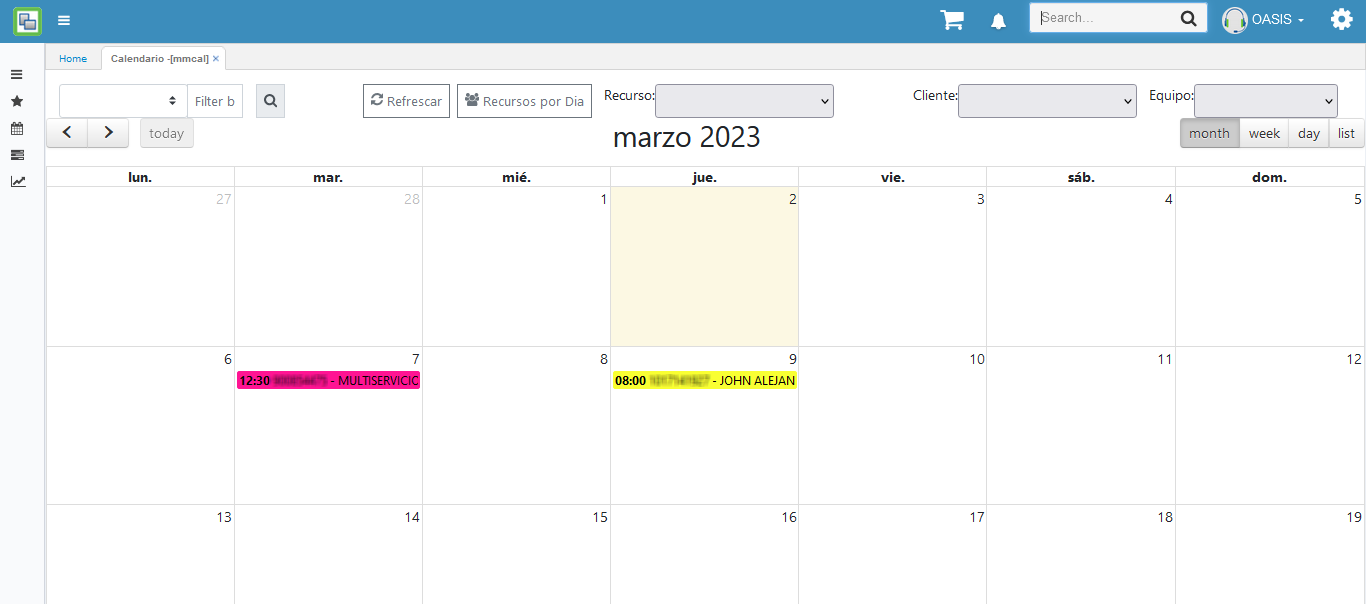 Search...
OASIS
Home
Calendario -[mmcal] ×
Filter b
Refrescar
Recursos por Dia
Recurso:
Cliente:
Equipo:
today
marzo 2023
month week day list
lun. mar. mié. jue. vie. sáb. dom.
27 28 1 2 3 4 5
6 7 8 9 10 11 12
12:30 - MULTISERVICIO
08:00 - JOHN ALEJAN
13 14 15 16 17 18 19